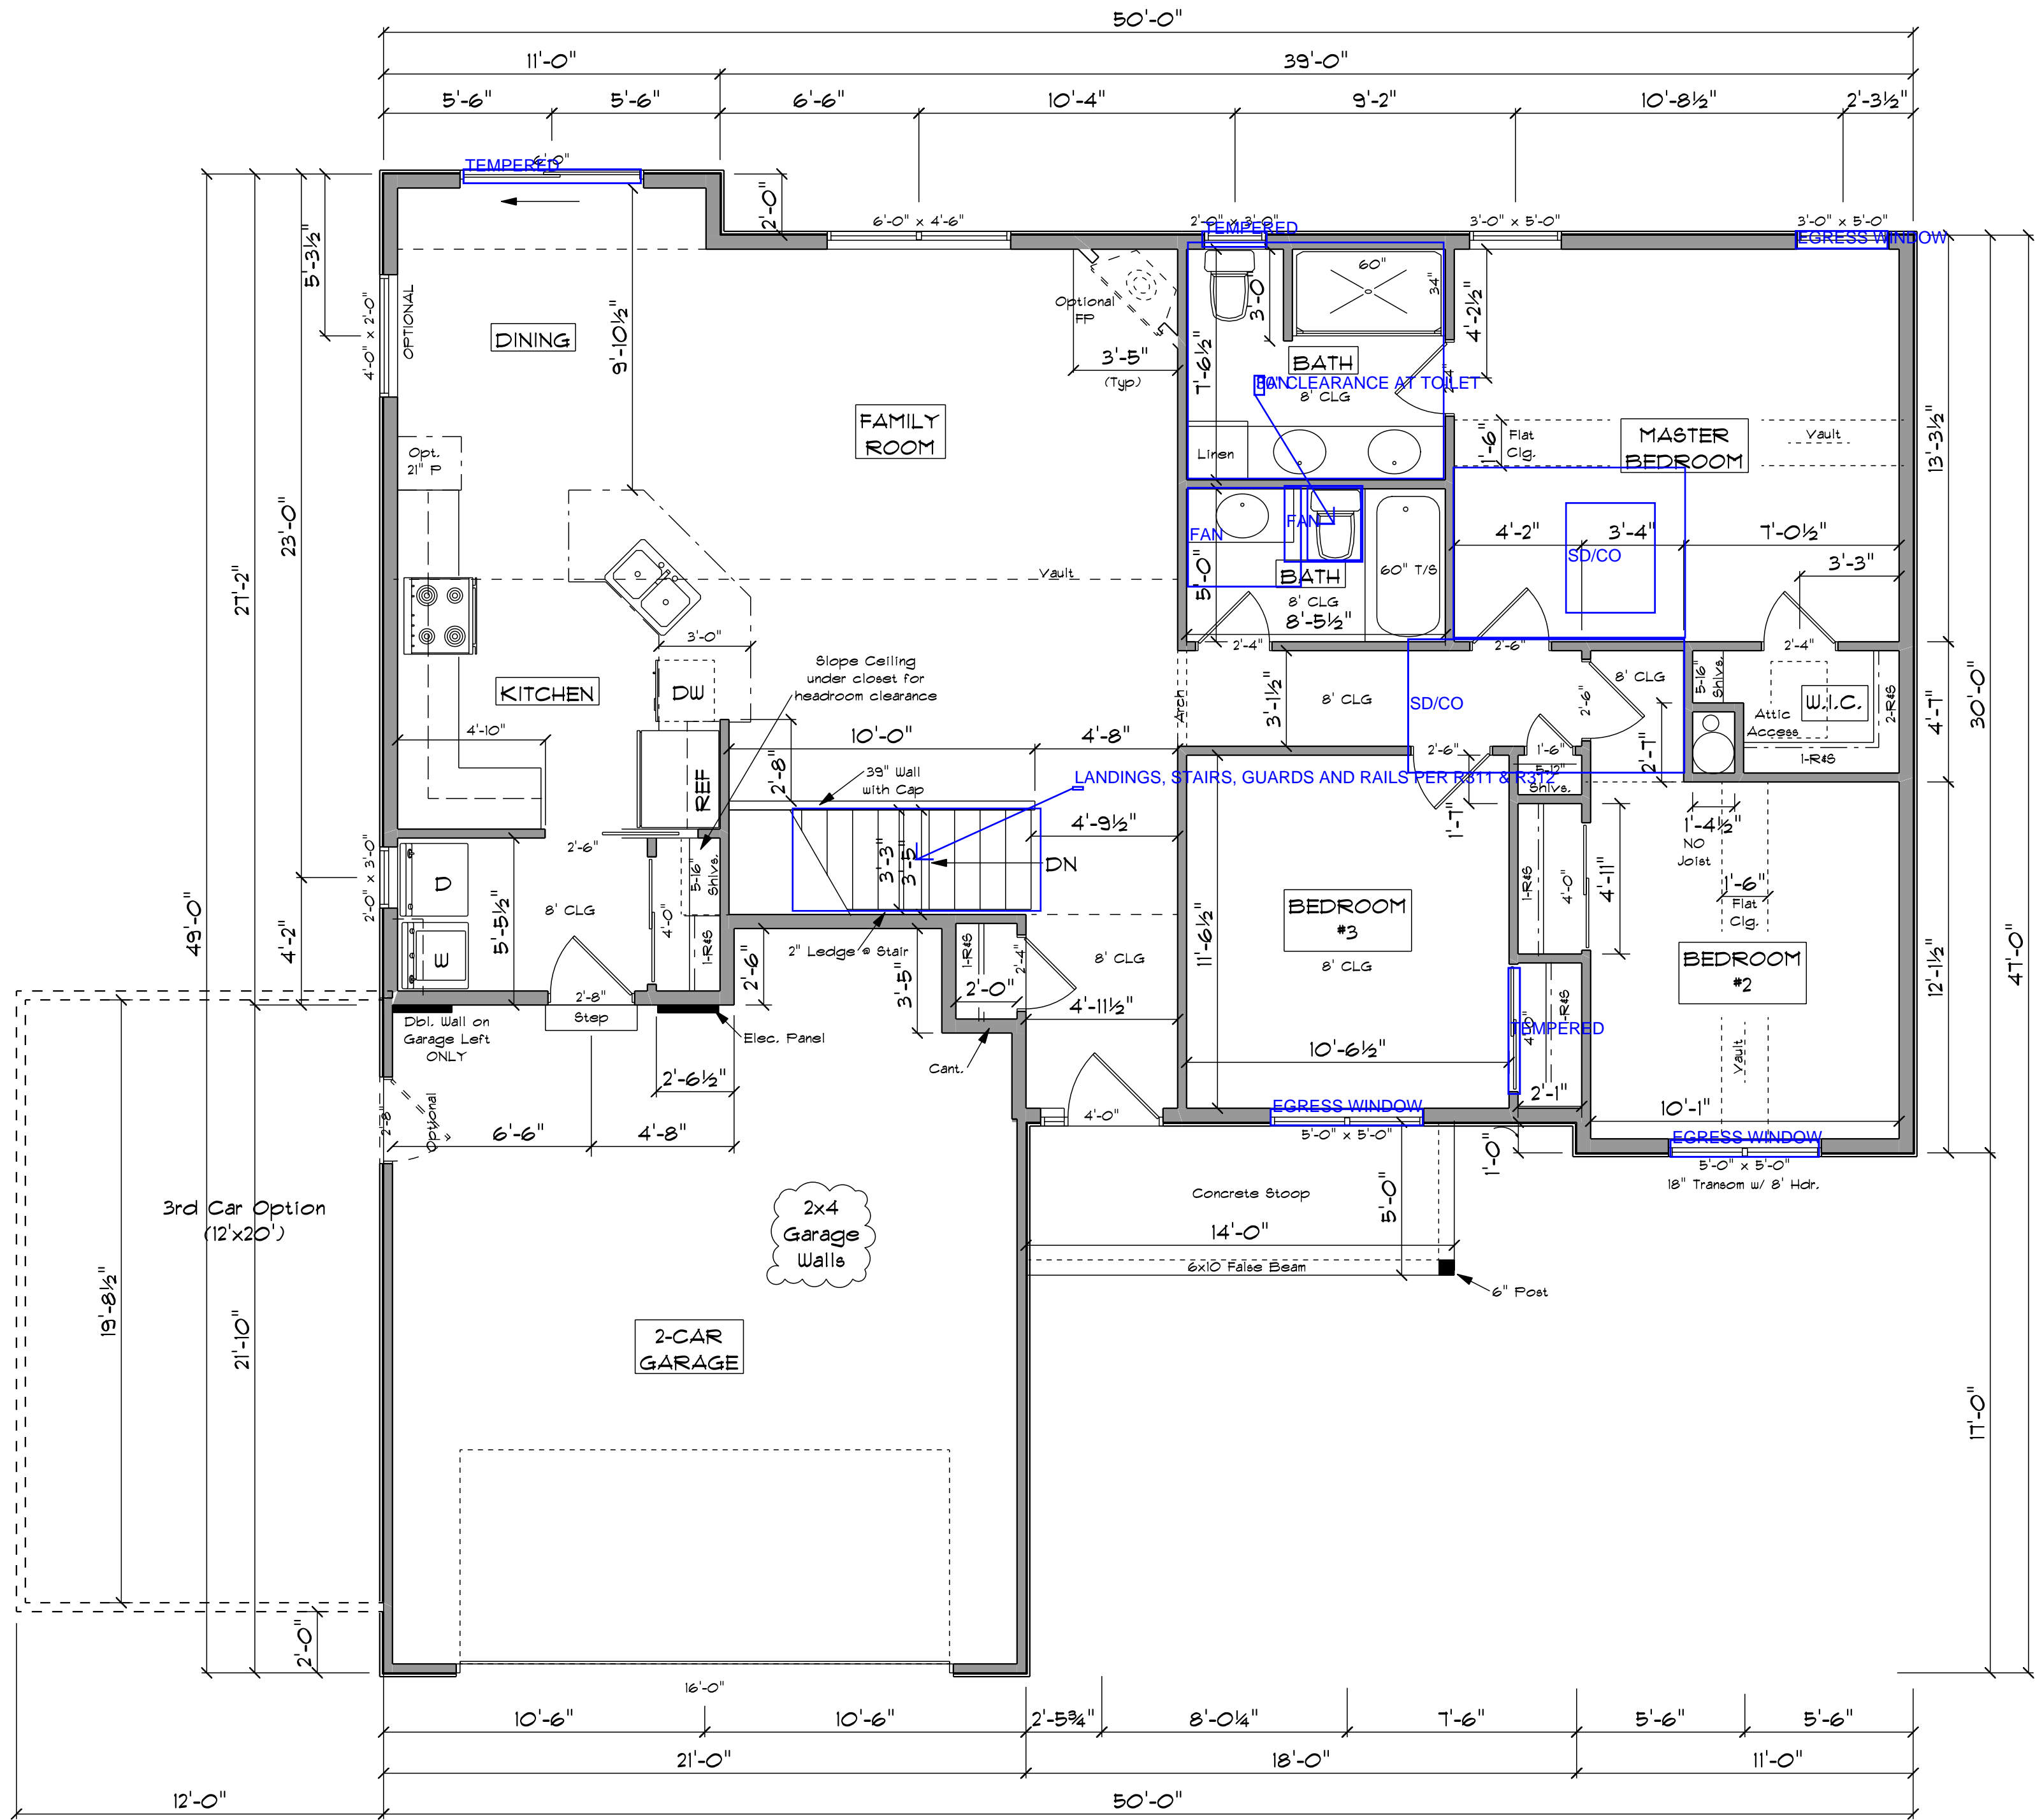 50'-0"
11'-0"
39'-0"
5'-6"
5'-6"
6'-6"
10'-4"
9'-2"
10'-8½"
2'-3½"
6'-0"
TEMPERED
2'-0"
6'-0" x 4'-6"
2'-0" x 3'-0"
TEMPERED
3'-0" x 5'-0"
3'-0" x 5'-0"
EGRESS WINDOW
5'-3½"
4'-0" x 2'-0"
OPTIONAL
DINING
9'-10½"
Optional
FP
3'-5"
(Typ)
60"
34"
3'-0"
7'-6½"
BATH
8' CLG
2'-4"
4'-2½"
FAN
30" CLEARANCE AT TOILET
FAMILY
ROOM
Opt.
21" P
Linen
1'-6"
Flat
Clg.
MASTER
BEDROOM
Vault
13'-3½"
23'-0"
27'-2"
49'-0"
FAN
FAN
5'-0"
BATH
8' CLG
8'-5½"
60" T/S
4'-2"
3'-4"
7'-0½"
SD/CO
3'-3"
Vault
3'-0"
2'-4"
2'-6"
2'-4"
KITCHEN
DW
Slope Ceiling
under closet for
headroom clearance
4'-10"
10'-0"
4'-8"
Arch
3'-1½"
8' CLG
SD/CO
2'-6"
8' CLG
5-16"
Shlvs.
Attic
Access
W.I.C.
2-R&S
1-R&S
4'-7"
30'-0"
47'-0"
REF
2'-8"
39" Wall
with Cap
LANDINGS, STAIRS, GUARDS AND RAILS PER R311 & R312
2'-6"
1'-6"
5-12"
Shlvs.
2'-7"
1'-7"
1'-4½"
NO
Joist
2'-0" x 3'-0"
4'-2"
D
W
2'-6"
8' CLG
5'-5½"
4'-0"
5-16"
Shlvs.
1-R&S
3'-3"
3'-5"
DN
4'-9½"
2" Ledge @ Stair
2'-6"
3'-5"
1-R&S
2'-4"
2'-0"
8' CLG
4'-11½"
Cant.
11'-6½"
BEDROOM
#3
8' CLG
10'-6½"
1-R&S
4'-0"
4'-11"
1'-6"
Flat
Clg.
BEDROOM
#2
12'-1½"
1-R&S
4'-0"
TEMPERED
Vault
2'-1"
10'-1"
Dbl. Wall on
Garage Left
ONLY
2'-8"
Step
Elec. Panel
2'-6½"
2'-8"
Optional
6'-6"
4'-8"
4'-0"
EGRESS WINDOW
5'-0" x 5'-0"
1'-0"
EGRESS WINDOW
5'-0" x 5'-0"
18" Transom w/ 8' Hdr.
3rd Car Option
(12'x20')
2x4
Garage
Walls
Concrete Stoop
5'-0"
14'-0"
6x10 False Beam
6" Post
19'-8½"
21'-10"
2-CAR
GARAGE
17'-0"
2'-0"
16'-0"
10'-6"
10'-6"
2'-5¾"
8'-0¼"
7'-6"
5'-6"
5'-6"
21'-0"
18'-0"
11'-0"
12'-0"
50'-0"